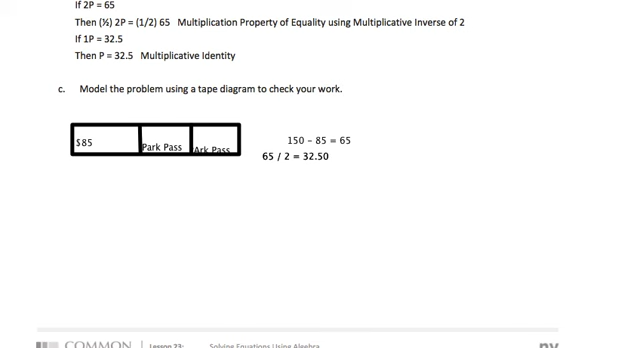 If 2P = 65
Then (½) 2P = (1/2) 65 Multiplication Property of Equality using Multiplicative Inverse of 2
If 1P = 32.5
Then P = 32.5 Multiplicative Identity
c. Model the problem using a tape diagram to check your work.
$85 Park Pass Ark Pass
150 – 85 = 65
65 / 2 = 32.50
COMMON Lesson 23: Solving Equations Using Algebra
ny